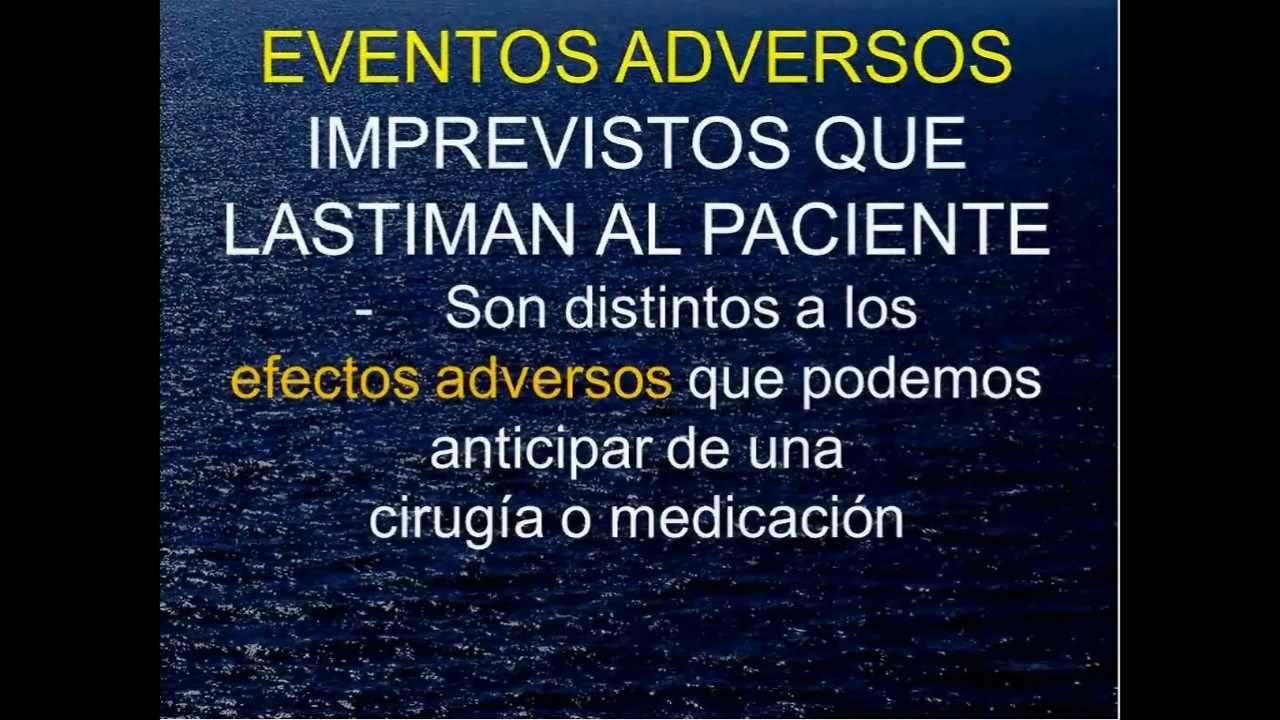 EVENTOS ADVERSOS
IMPREVISTOS QUE
LASTIMAN AL PACIENTE
- Son distintos a los
efectos adversos que podemos
anticipar de una
cirugía o medicación